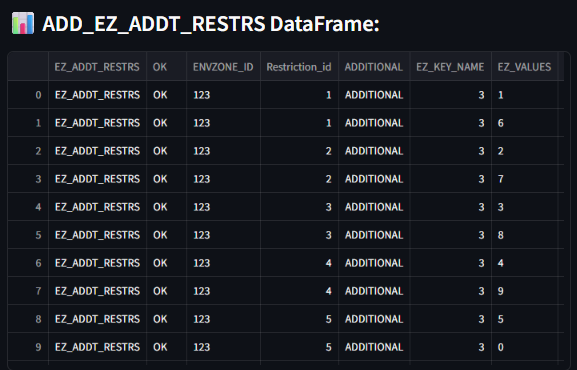 ADD_EZ_ADDT_RESTRS DataFrame:
EZ_ADDT_RESTRS OK ENVZONE_ID Restriction_id ADDITIONAL EZ_KEY_NAME EZ_VALUES
0 EZ_ADDT_RESTRS OK 123 1 ADDITIONAL 3 1
1 EZ_ADDT_RESTRS OK 123 1 ADDITIONAL 3 6
2 EZ_ADDT_RESTRS OK 123 2 ADDITIONAL 3 2
3 EZ_ADDT_RESTRS OK 123 2 ADDITIONAL 3 7
4 EZ_ADDT_RESTRS OK 123 3 ADDITIONAL 3 3
5 EZ_ADDT_RESTRS OK 123 3 ADDITIONAL 3 8
6 EZ_ADDT_RESTRS OK 123 4 ADDITIONAL 3 4
7 EZ_ADDT_RESTRS OK 123 4 ADDITIONAL 3 9
8 EZ_ADDT_RESTRS OK 123 5 ADDITIONAL 3 5
9 EZ_ADDT_RESTRS OK 123 5 ADDITIONAL 3 0